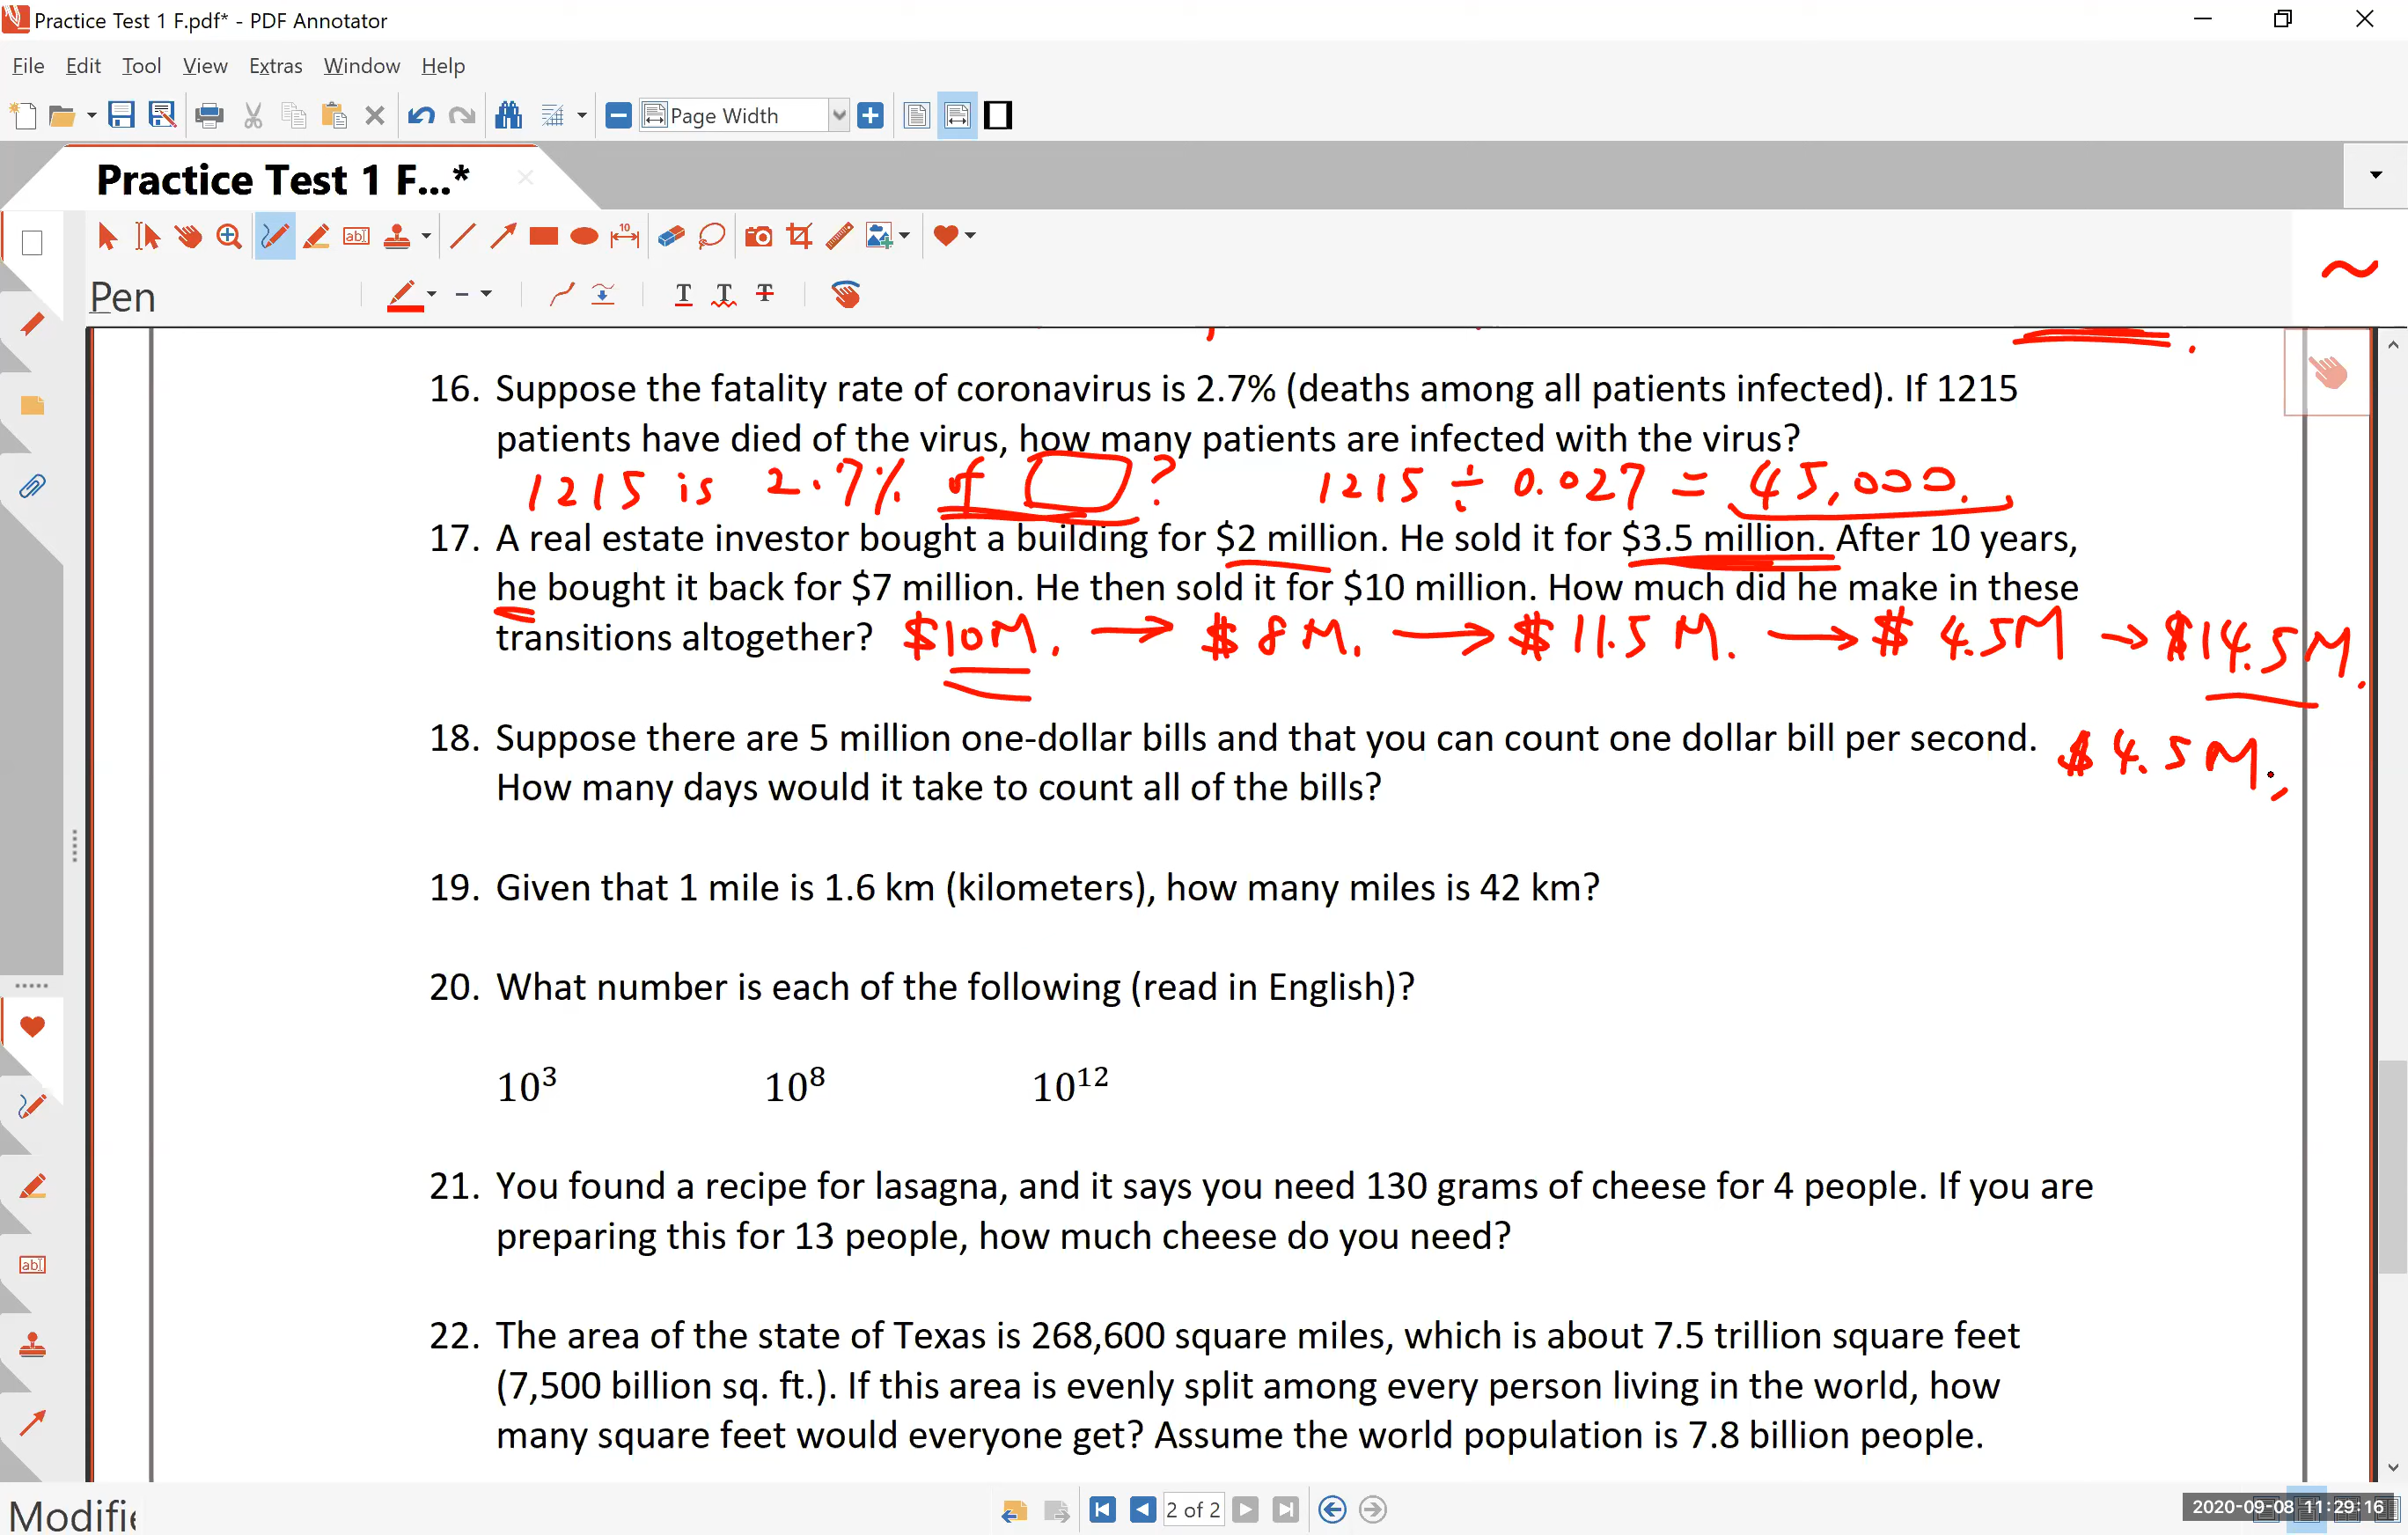 Practice Test 1 F.pdf* - PDF Annotator
File Edit Tool View Extras Window Help
Page Width
Practice Test 1 F...*
Pen
16. Suppose the fatality rate of coronavirus is 2.7% (deaths among all patients infected). If 1215
patients have died of the virus, how many patients are infected with the virus?
1215 is 2.7% of ? 1215 ÷ 0.027 = 45,000.
17. A real estate investor bought a building for $2 million. He sold it for $3.5 million. After 10 years,
he bought it back for $7 million. He then sold it for $10 million. How much did he make in these
transitions altogether? $10M. → $8M. → $11.5M. → $4.5M → $14.5M.
18. Suppose there are 5 million one-dollar bills and that you can count one dollar bill per second. $4.5M.
How many days would it take to count all of the bills?
19. Given that 1 mile is 1.6 km (kilometers), how many miles is 42 km?
20. What number is each of the following (read in English)?
10³ 10⁸ 10¹²
21. You found a recipe for lasagna, and it says you need 130 grams of cheese for 4 people. If you are
preparing this for 13 people, how much cheese do you need?
22. The area of the state of Texas is 268,600 square miles, which is about 7.5 trillion square feet
(7,500 billion sq. ft.). If this area is evenly split among every person living in the world, how
many square feet would everyone get? Assume the world population is 7.8 billion people.
Modifi
2 of 2
2020-09-08 11:29:16